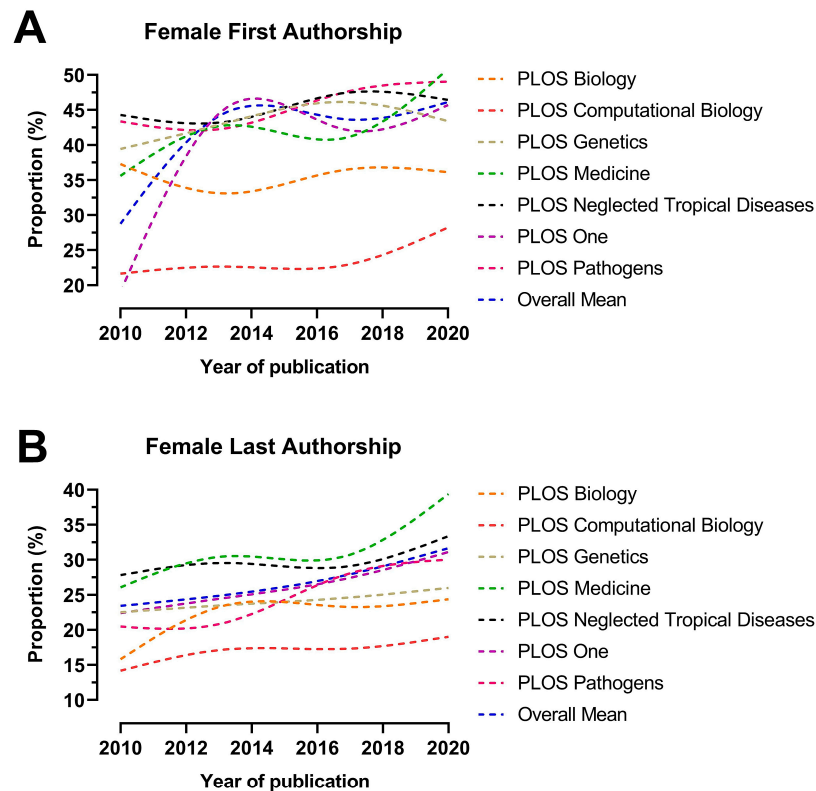 A
Female First Authorship
Proportion (%)
50
45
40
35
30
25
20
2010 2012 2014 2016 2018 2020
Year of publication
PLOS Biology
PLOS Computational Biology
PLOS Genetics
PLOS Medicine
PLOS Neglected Tropical Diseases
PLOS One
PLOS Pathogens
Overall Mean
B
Female Last Authorship
Proportion (%)
40
35
30
25
20
15
10
2010 2012 2014 2016 2018 2020
Year of publication
PLOS Biology
PLOS Computational Biology
PLOS Genetics
PLOS Medicine
PLOS Neglected Tropical Diseases
PLOS One
PLOS Pathogens
Overall Mean